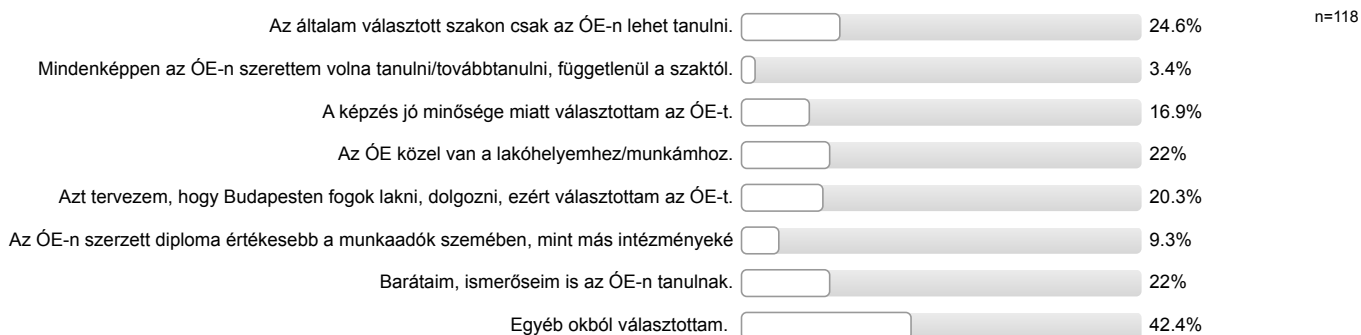 Az általam választott szakon csak az ÓE-n lehet tanulni. 24.6% n=118
Mindenképpen az ÓE-n szerettem volna tanulni/továbbtanulni, függetlenül a szaktól. 3.4%
A képzés jó minősége miatt választottam az ÓE-t. 16.9%
Az ÓE közel van a lakóhelyemhez/munkámhoz. 22%
Azt tervezem, hogy Budapesten fogok lakni, dolgozni, ezért választottam az ÓE-t. 20.3%
Az ÓE-n szerzett diploma értékesebb a munkaadók szemében, mint más intézményeké 9.3%
Barátaim, ismerőseim is az ÓE-n tanulnak. 22%
Egyéb okból választottam. 42.4%